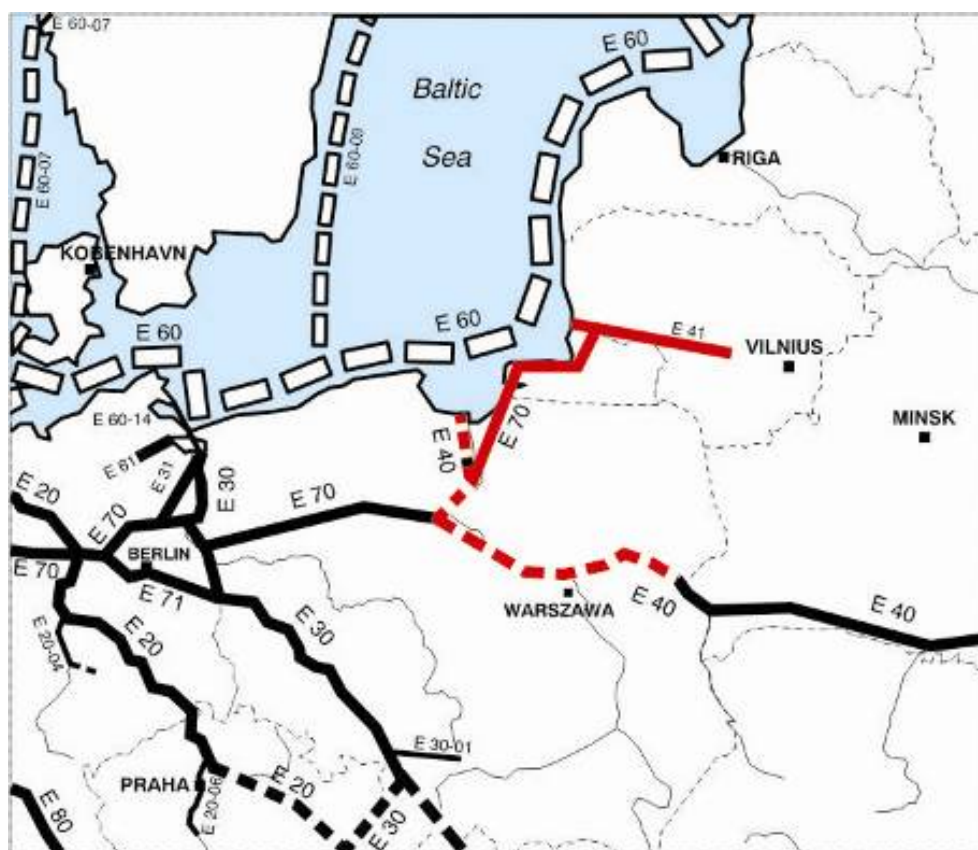 E 60-07
E 60
Baltic
Sea
E 60-09
E 60-07
RIGA
KOBENHAVN
E 60
E 60
E 41
VILNIUS
MINSK
E 60-14
E 70
E 40
E 61
E 31
E 30
E 20
E 70
E 70
BERLIN
E 70
E 71
WARSZAWA
E 40
E 40
E 20-04
E 20
E 30
E 30-01
PRAHA
E 20
E 20-06
E 80
E 30